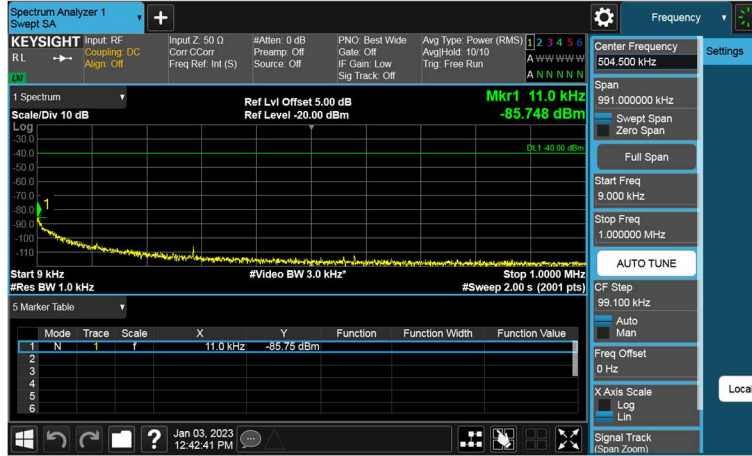 Spectrum Analyzer 1
Swept SA
Frequency
KEYSIGHT
RL
LXI
Input: RF
Coupling: DC
Align: Off
Input Z: 50 Ω
Corr CCorr
Freq Ref: Int (S)
#Atten: 0 dB
Preamp: Off
Source: Off
PNO: Best Wide
Gate: Off
IF Gain: Low
Sig Track: Off
Avg Type: Power (RMS)
Avg|Hold: 10/10
Trig: Free Run
1 2 3 4 5 6
A W W W W W
A N N N N N
Center Frequency
504.500 kHz
Settings
Span
991.000000 kHz
Swept Span
Zero Span
Full Span
Start Freq
9.000 kHz
Stop Freq
1.000000 MHz
AUTO TUNE
CF Step
99.100 kHz
Auto
Man
Freq Offset
0 Hz
X Axis Scale
Log
Lin
Local
Signal Track
(Span Zoom)
1 Spectrum
Scale/Div 10 dB
Ref Lvl Offset 5.00 dB
Ref Level -20.00 dBm
Mkr1 11.0 kHz
-85.748 dBm
Log
-30.0
-40.0
-50.0
-60.0
-70.0
-80.0
-90.0
-100
-110
DL1 -40.00 dBm
1
Start 9 kHz
#Res BW 1.0 kHz
#Video BW 3.0 kHz*
Stop 1.0000 MHz
#Sweep 2.00 s (2001 pts)
5 Marker Table
Mode Trace Scale X Y Function Function Width Function Value
1 N 1 f 11.0 kHz -85.75 dBm
2
3
4
5
6
?
Jan 03, 2023
12:42:41 PM